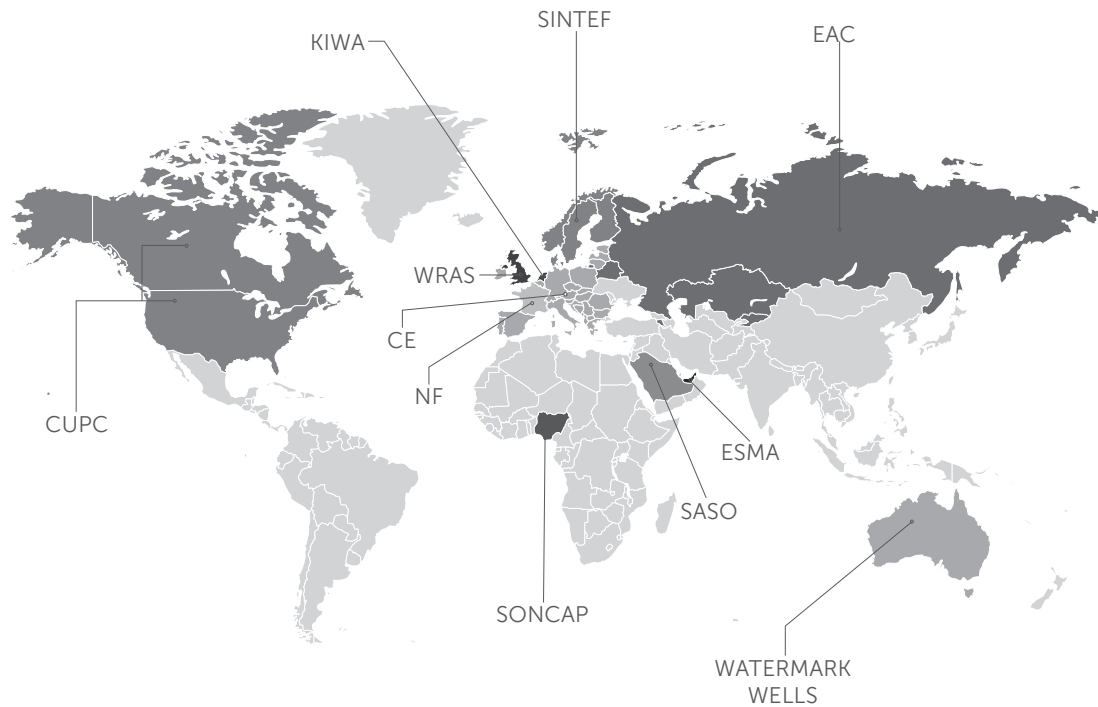 SINTEF
KIWA
EAC
WRAS
CE
NF
CUPC
ESMA
SASO
SONCAP
WATERMARK
WELLS